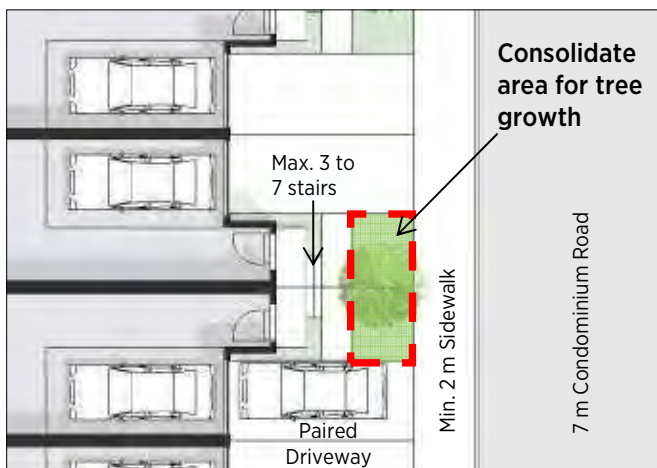 Consolidate
area for tree
growth
Max. 3 to
7 stairs
Min. 2 m Sidewalk
7 m Condominium Road
Paired
Driveway